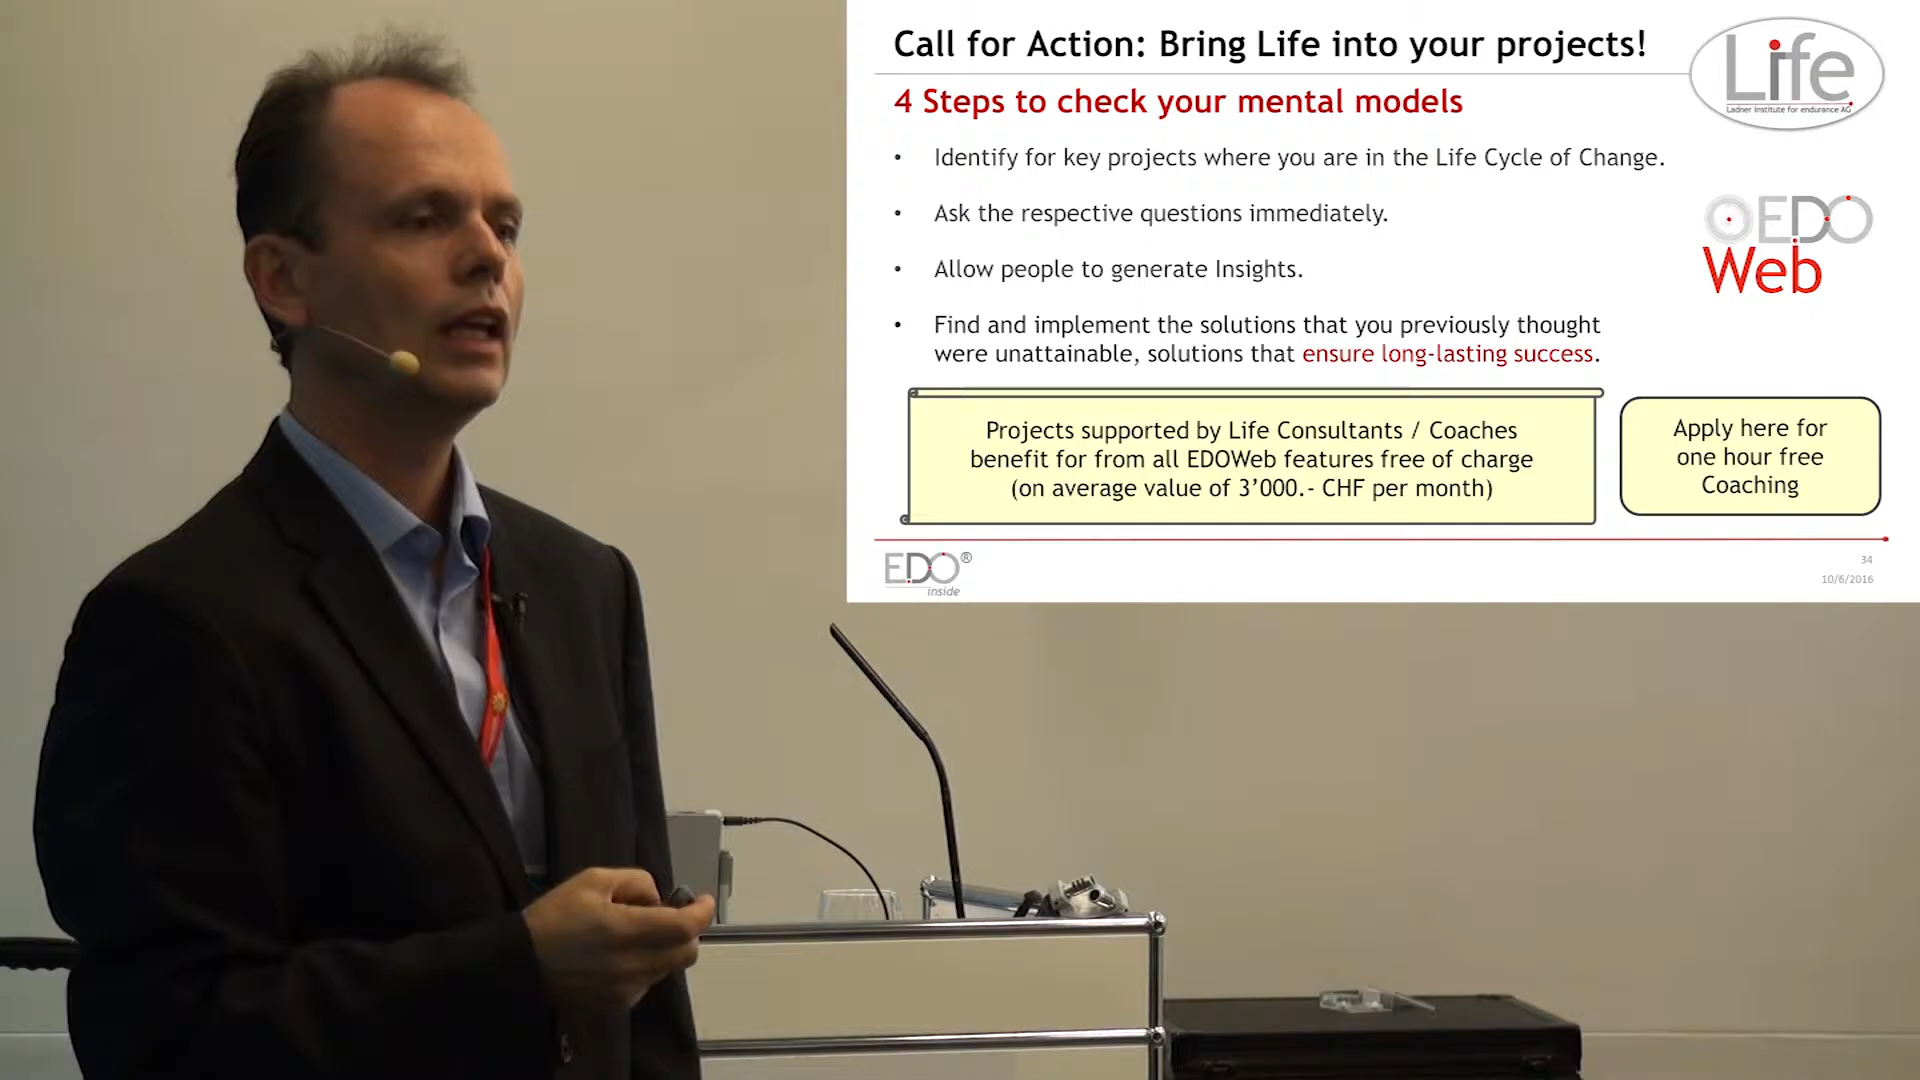 Call for Action: Bring Life into your projects!
Life
Ladner Institute for endurance AG
4 Steps to check your mental models
• Identify for key projects where you are in the Life Cycle of Change.
• Ask the respective questions immediately.
• Allow people to generate Insights.
• Find and implement the solutions that you previously thought
were unattainable, solutions that ensure long-lasting success.
EDO
Web
Projects supported by Life Consultants / Coaches
benefit for from all EDOWeb features free of charge
(on average value of 3’000.- CHF per month)
Apply here for
one hour free
Coaching
EDO®
inside
34
10/6/2016